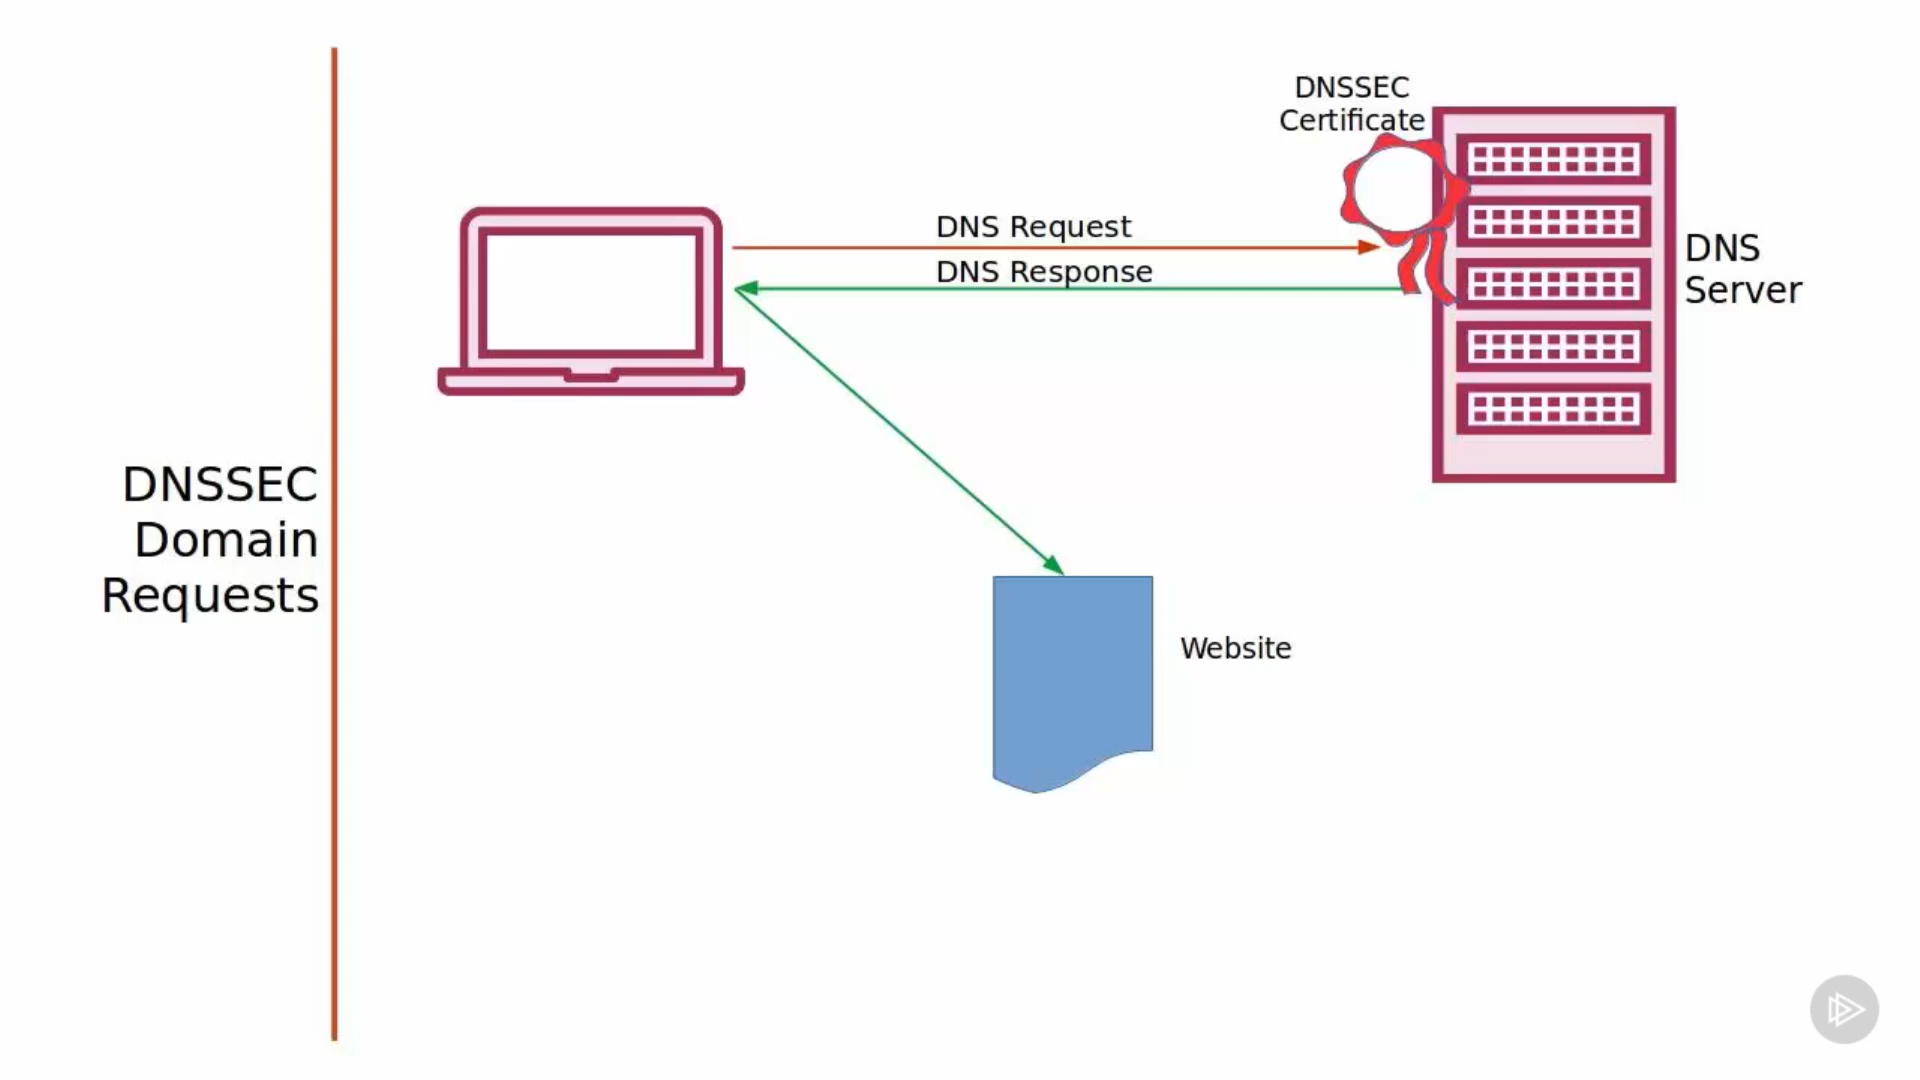 DNSSEC
Domain
Requests
DNSSEC
Certificate
DNS Request
DNS Response
DNS
Server
Website